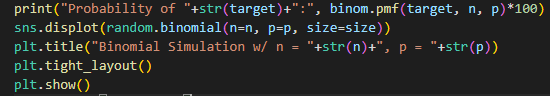 print("Probability of "+str(target)+":", binom.pmf(target, n, p)*100)
sns.displot(random.binomial(n=n, p=p, size=size))
plt.title("Binomial Simulation w/ n = "+str(n)+", p = "+str(p))
plt.tight_layout()
plt.show()